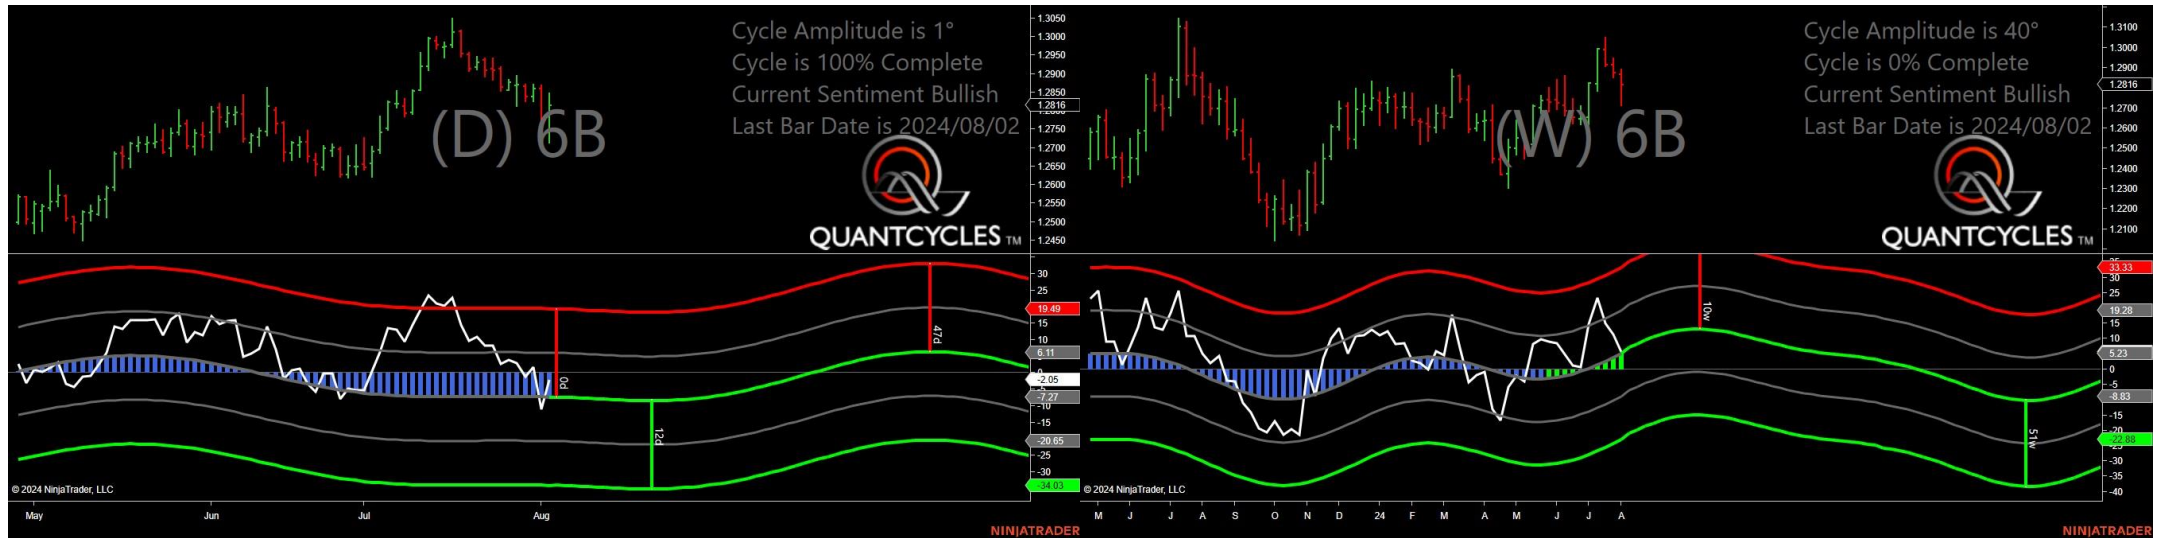 Cycle Amplitude is 1°
Cycle is 100% Complete
Current Sentiment Bullish
Last Bar Date is 2024/08/02
(D) 6B
QUANTCYCLES TM
1.3050
1.3000
1.2950
1.2900
1.2850
1.2816
1.2750
1.2700
1.2650
1.2600
1.2550
1.2500
1.2450
30
25
19.49
15
10
6.11
-2.05
-7.27
-10
-15
-20.65
-25
-30
-34.03
47d
0d
12d
© 2024 NinjaTrader, LLC
May Jun Jul Aug
NINJATRADER
Cycle Amplitude is 40°
Cycle is 0% Complete
Current Sentiment Bullish
Last Bar Date is 2024/08/02
(W) 6B
QUANTCYCLES TM
1.3100
1.3000
1.2900
1.2816
1.2700
1.2600
1.2500
1.2400
1.2300
1.2200
1.2100
33.33
30
25
19.28
15
10
5.23
0
-5
-8.83
-15
-20
-22.88
-30
-35
-40
10w
51w
© 2024 NinjaTrader, LLC
M J J A S O N D 24 F M A M J J A
NINJATRADER